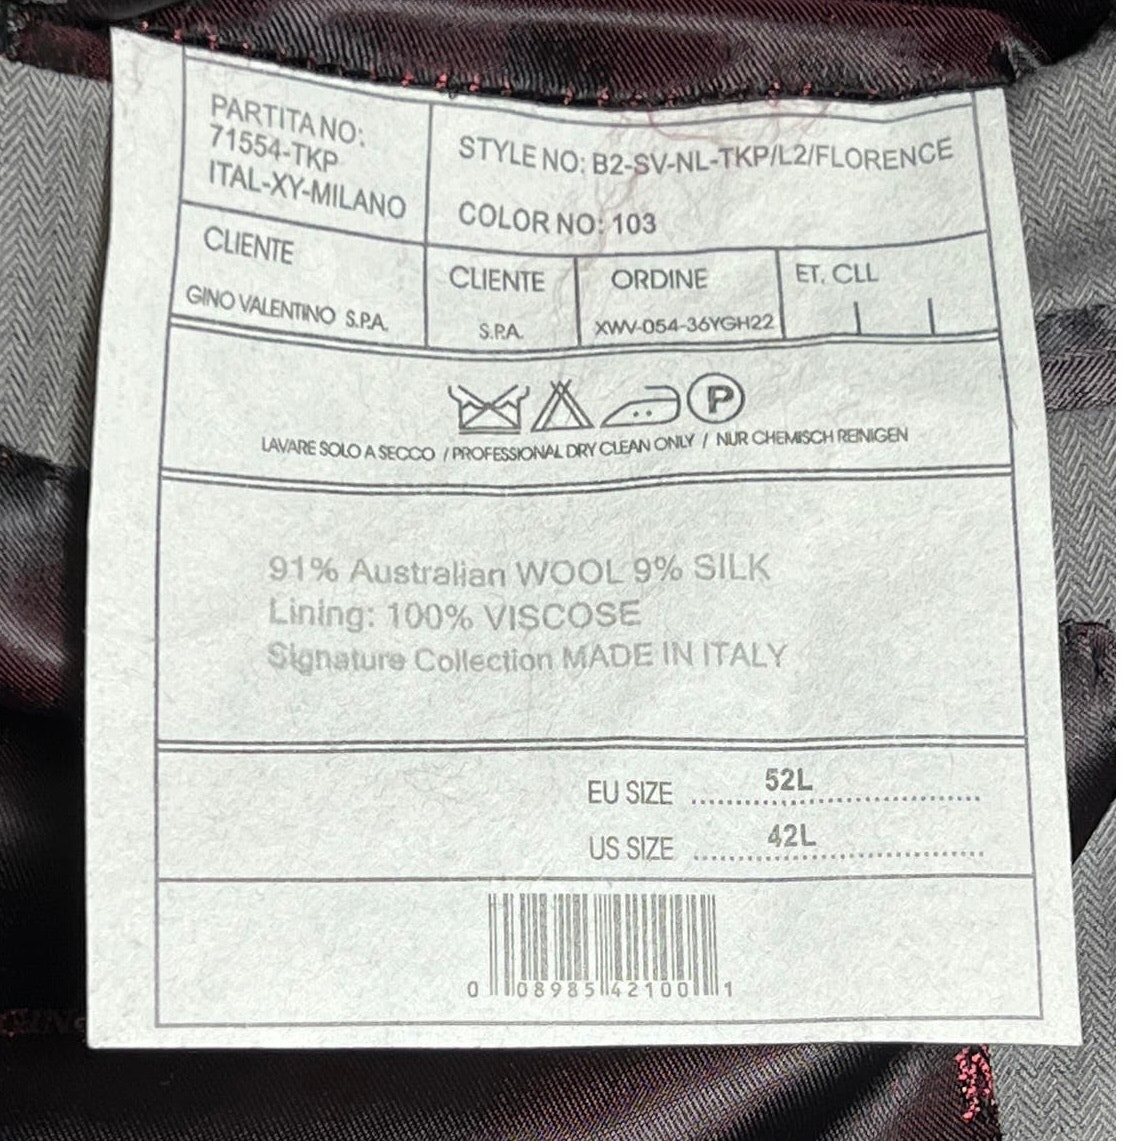 PARTITA NO:
71554-TKP
ITAL-XY-MILANO
STYLE NO: B2-SV-NL-TKP/L2/FLORENCE
COLOR NO: 103
CLIENTE
GINO VALENTINO S.P.A.
CLIENTE
S.P.A.
ORDINE
XWV-054-36YGH22
ET. CLL
P
LAVARE SOLO A SECCO / PROFESSIONAL DRY CLEAN ONLY / NUR CHEMISCH REINIGEN
91% Australian WOOL 9% SILK
Lining: 100% VISCOSE
Signature Collection MADE IN ITALY
EU SIZE 52L
US SIZE 42L
0 08985 42100 1